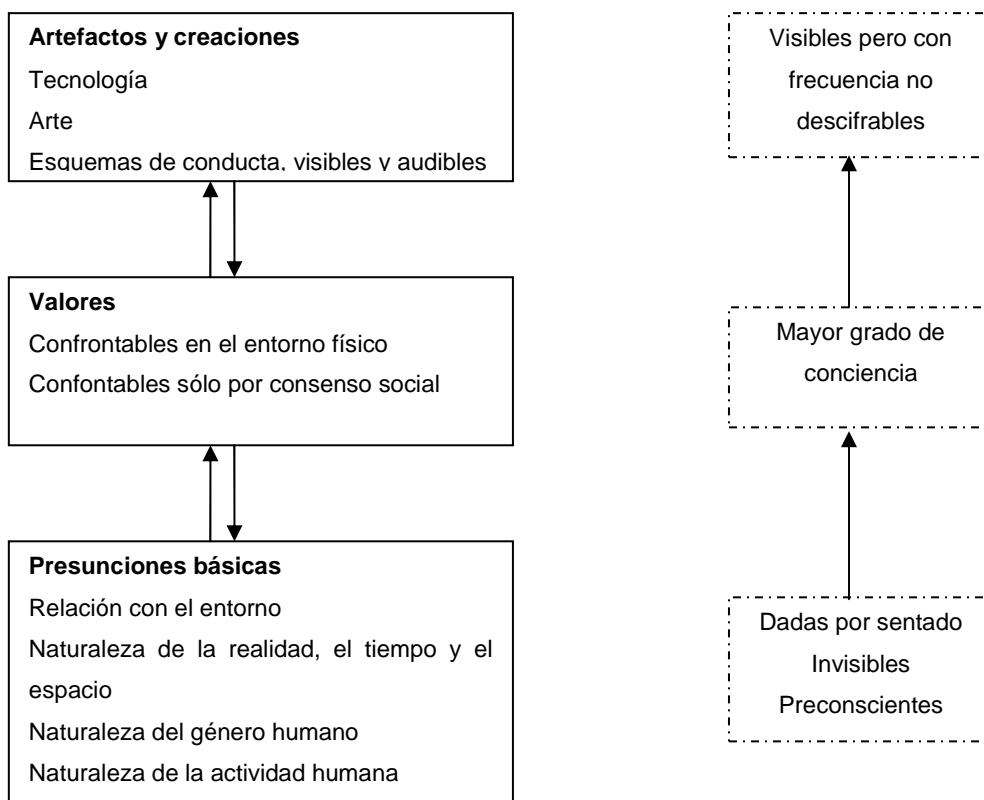 Artefactos y creaciones
Tecnología
Arte
Esquemas de conducta, visibles y audibles
Valores
Confrontables en el entorno físico
Confontables sólo por consenso social
Presunciones básicas
Relación con el entorno
Naturaleza de la realidad, el tiempo y el
espacio
Naturaleza del género humano
Naturaleza de la actividad humana
Visibles pero con
frecuencia no
descifrables
Mayor grado de
conciencia
Dadas por sentado
Invisibles
Preconscientes